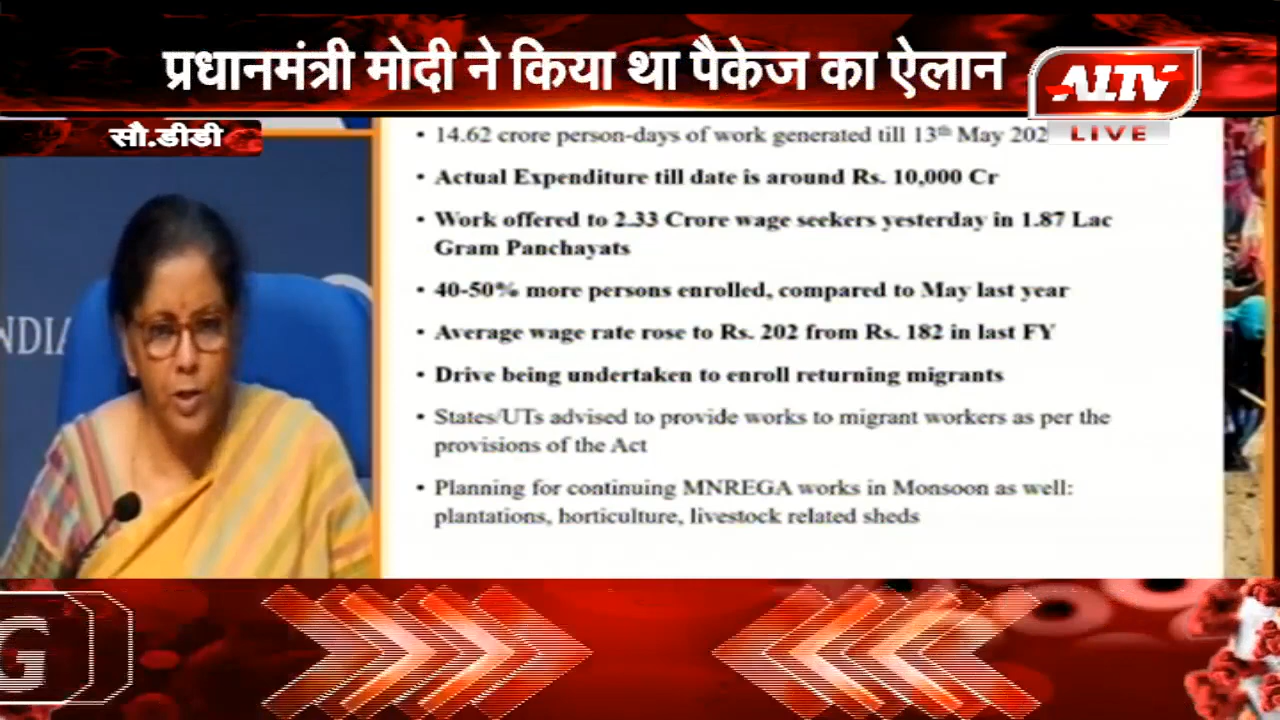 प्रधानमंत्री मोदी ने किया था पैकेज का ऐलान
ALTV
LIVE
सौ.डीडी
NDIA
• 14.62 crore person-days of work generated till 13th May 202
• Actual Expenditure till date is around Rs. 10,000 Cr
• Work offered to 2.33 Crore wage seekers yesterday in 1.87 Lac
Gram Panchayats
• 40-50% more persons enrolled, compared to May last year
• Average wage rate rose to Rs. 202 from Rs. 182 in last FY
• Drive being undertaken to enroll returning migrants
• States/UTs advised to provide works to migrant workers as per the
provisions of the Act
• Planning for continuing MNREGA works in Monsoon as well:
plantations, horticulture, livestock related sheds
G